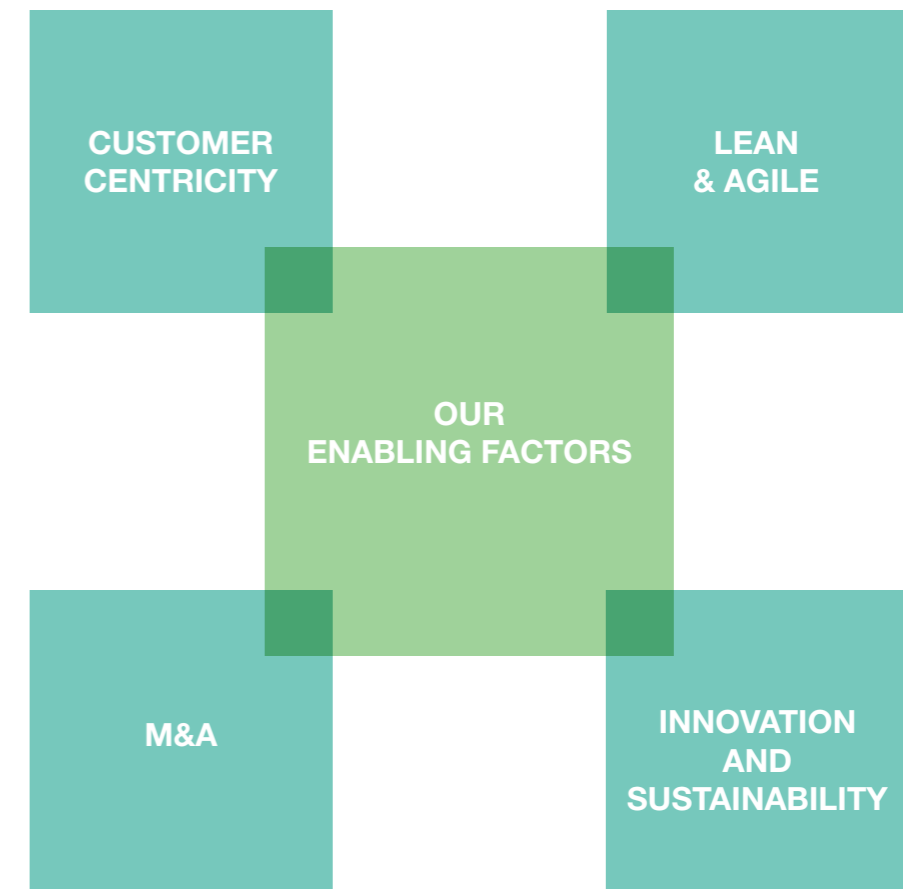 CUSTOMER
CENTRICITY
LEAN
& AGILE
OUR
ENABLING FACTORS
M&A
INNOVATION
AND
SUSTAINABILITY